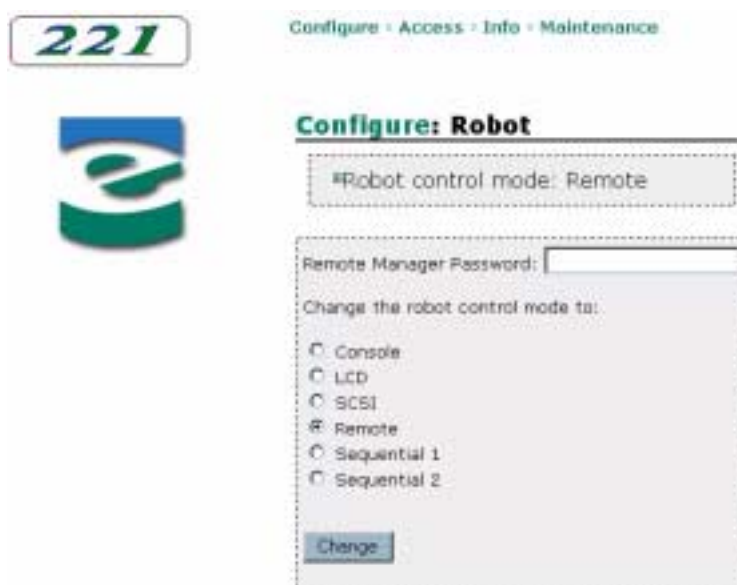 221
Configure · Access · Info · Maintenance
Configure: Robot
Robot control mode: Remote
Remote Manager Password:
Change the robot control mode to:
Console
LCD
SCSI
Remote
Sequential 1
Sequential 2
Change